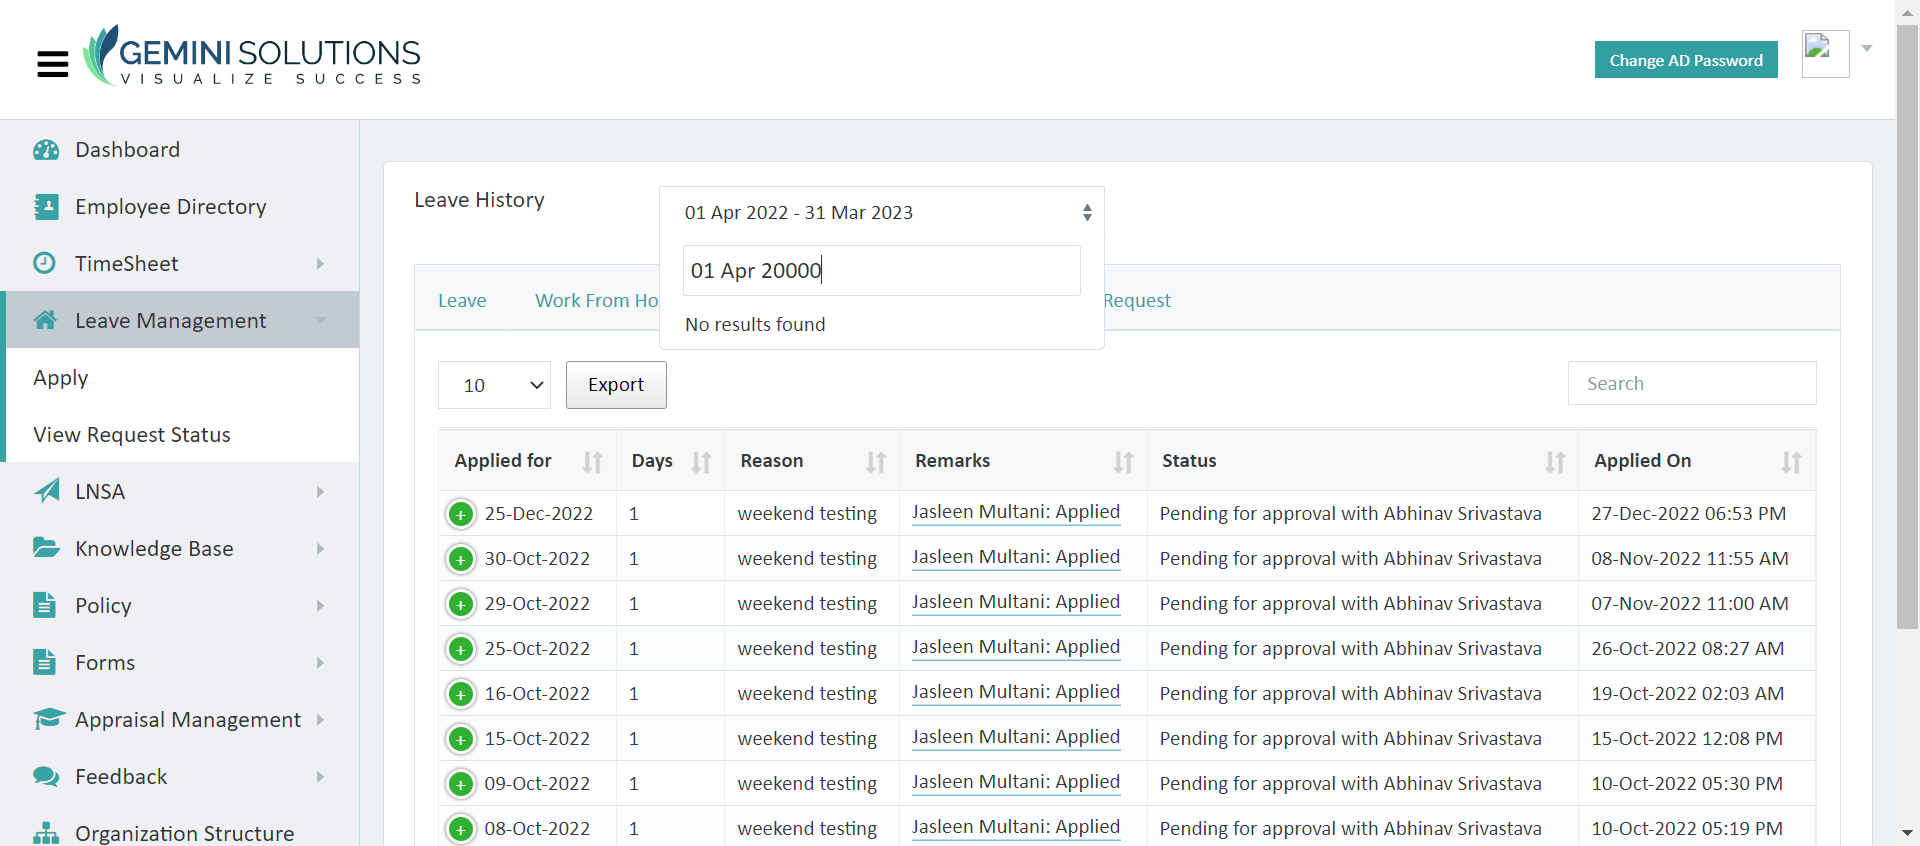 GEMINI SOLUTIONS
VISUALIZE SUCCESS
Change AD Password
Dashboard
Employee Directory
TimeSheet
Leave Management
Apply
View Request Status
LNSA
Knowledge Base
Policy
Forms
Appraisal Management
Feedback
Organization Structure
Leave History
01 Apr 2022 - 31 Mar 2023
01 Apr 20000
No results found
Leave Work From Ho Request
10 Export Search
Applied for Days Reason Remarks Status Applied On
25-Dec-2022 1 weekend testing Jasleen Multani: Applied Pending for approval with Abhinav Srivastava 27-Dec-2022 06:53 PM
30-Oct-2022 1 weekend testing Jasleen Multani: Applied Pending for approval with Abhinav Srivastava 08-Nov-2022 11:55 AM
29-Oct-2022 1 weekend testing Jasleen Multani: Applied Pending for approval with Abhinav Srivastava 07-Nov-2022 11:00 AM
25-Oct-2022 1 weekend testing Jasleen Multani: Applied Pending for approval with Abhinav Srivastava 26-Oct-2022 08:27 AM
16-Oct-2022 1 weekend testing Jasleen Multani: Applied Pending for approval with Abhinav Srivastava 19-Oct-2022 02:03 AM
15-Oct-2022 1 weekend testing Jasleen Multani: Applied Pending for approval with Abhinav Srivastava 15-Oct-2022 12:08 PM
09-Oct-2022 1 weekend testing Jasleen Multani: Applied Pending for approval with Abhinav Srivastava 10-Oct-2022 05:30 PM
08-Oct-2022 1 weekend testing Jasleen Multani: Applied Pending for approval with Abhinav Srivastava 10-Oct-2022 05:19 PM